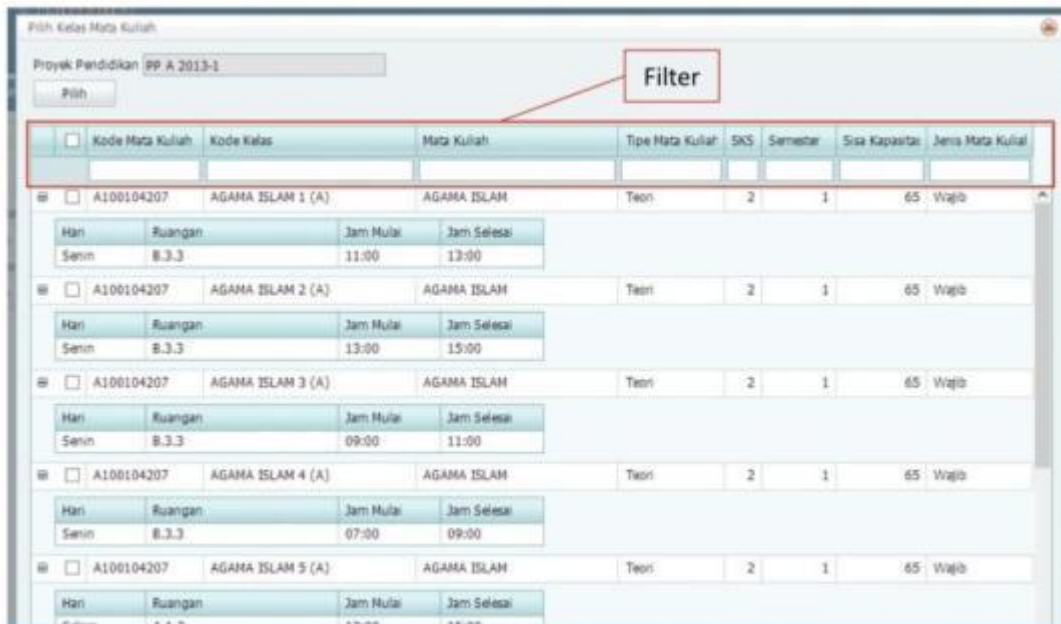 Pilih Kelas Mata Kuliah
Proyek Pendidikan PP A 2013-1
Pilih
Filter
Kode Mata Kuliah Kode Kelas Mata Kuliah Tipe Mata Kuliah SKS Semester Sisa Kapasitas Jenis Mata Kuliah
A100104207 AGAMA ISLAM 1 (A) AGAMA ISLAM Teori 2 1 65 Wajib
Hari Ruangan Jam Mulai Jam Selesai
Senin B.3.3 11:00 13:00
A100104207 AGAMA ISLAM 2 (A) AGAMA ISLAM Teori 2 1 65 Wajib
Hari Ruangan Jam Mulai Jam Selesai
Senin B.3.3 13:00 15:00
A100104207 AGAMA ISLAM 3 (A) AGAMA ISLAM Teori 2 1 65 Wajib
Hari Ruangan Jam Mulai Jam Selesai
Senin B.3.3 09:00 11:00
A100104207 AGAMA ISLAM 4 (A) AGAMA ISLAM Teori 2 1 65 Wajib
Hari Ruangan Jam Mulai Jam Selesai
Senin B.3.3 07:00 09:00
A100104207 AGAMA ISLAM 5 (A) AGAMA ISLAM Teori 2 1 65 Wajib
Hari Ruangan Jam Mulai Jam Selesai